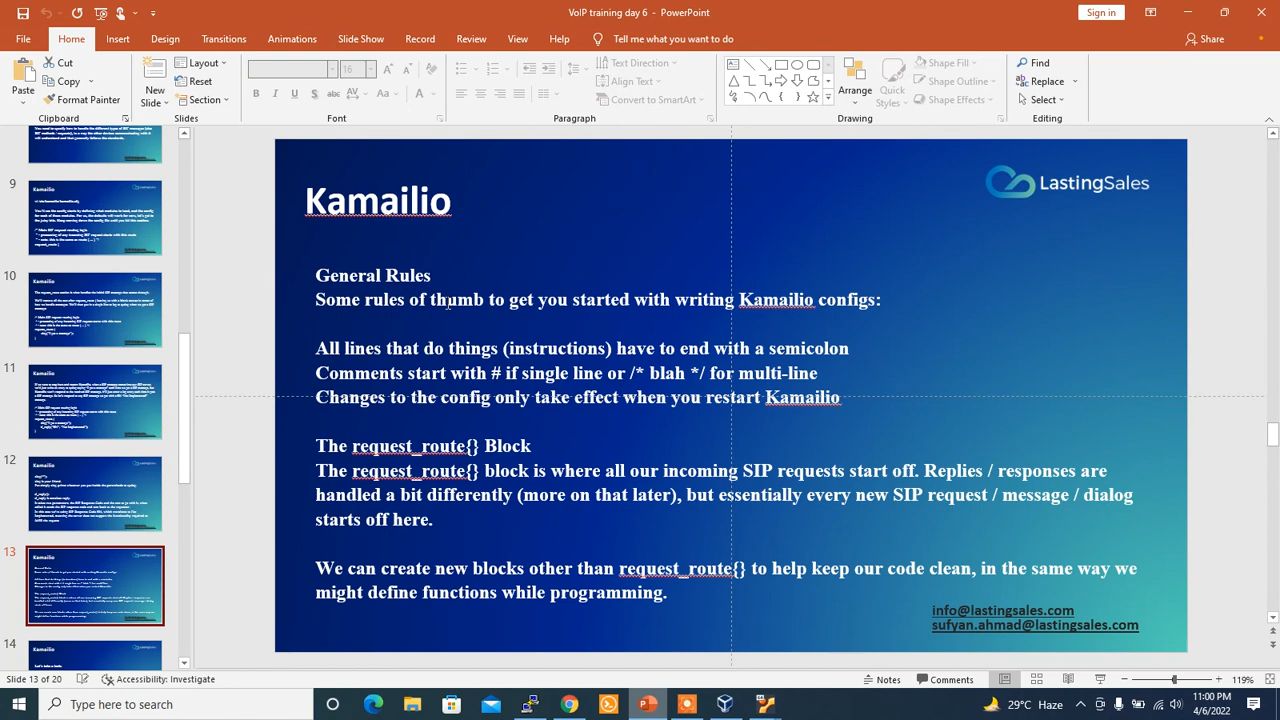 VoIP training day 6 - PowerPoint
Sign in
File Home Insert Design Transitions Animations Slide Show Record Review View Help Tell me what you want to do
Share
Paste
Cut
Copy
Format Painter
Clipboard
New
Slide
Layout
Reset
Section
Slides
16
Font
Text Direction
Align Text
Convert to SmartArt
Paragraph
Arrange
Quick
Styles
Shape Fill
Shape Outline
Shape Effects
Drawing
Find
Replace
Select
Editing
9
Kamailio
10
Kamailio
11
Kamailio
12
Kamailio
13
Kamailio
14
Kamailio
LastingSales
Kamailio
General Rules
Some rules of thumb to get you started with writing Kamailio configs:
All lines that do things (instructions) have to end with a semicolon
Comments start with # if single line or /* blah */ for multi-line
Changes to the config only take effect when you restart Kamailio
The request_route{} Block
The request_route{} block is where all our incoming SIP requests start off. Replies / responses are
handled a bit differently (more on that later), but essentially every new SIP request / message / dialog
starts off here.
We can create new blocks other than request_route{} to help keep our code clean, in the same way we
might define functions while programming.
info@lastingsales.com
sufyan.ahmad@lastingsales.com
Slide 13 of 20
Accessibility: Investigate
Notes
Comments
119%
Type here to search
29°C Haze
11:00 PM
4/6/2022